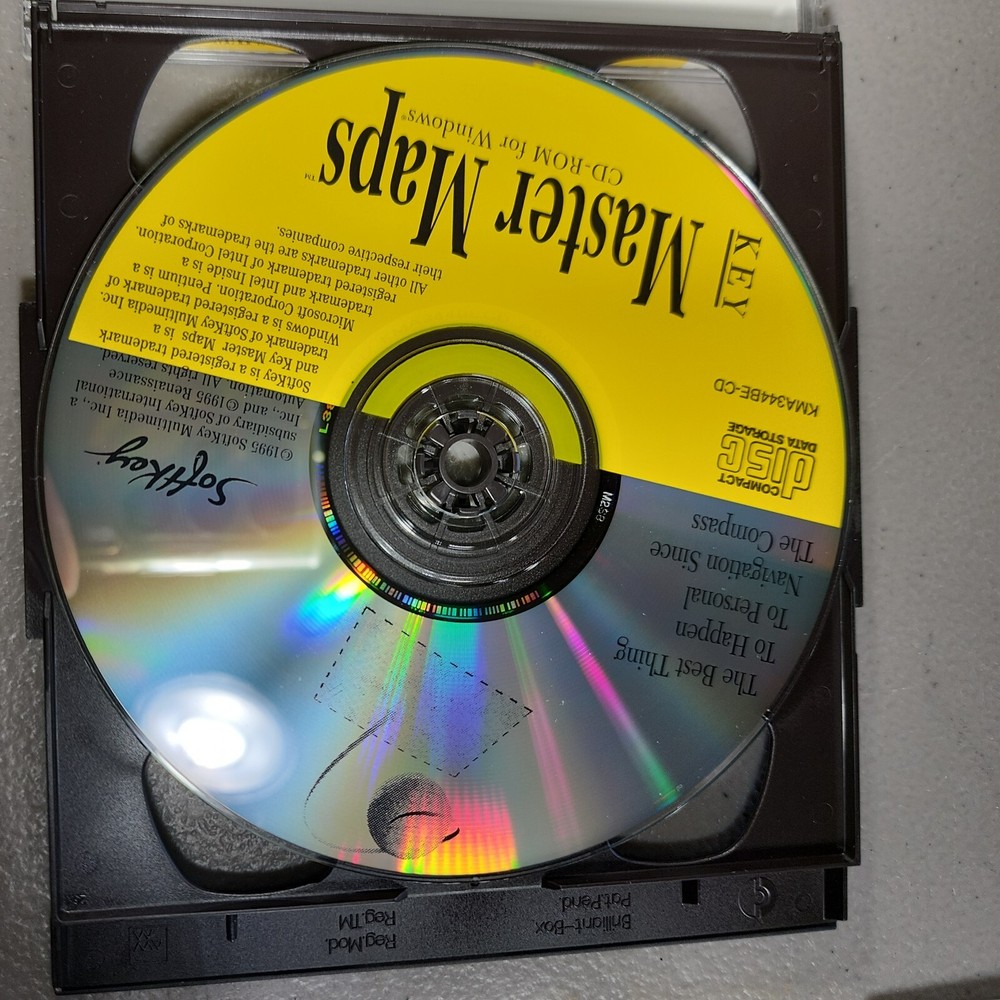 The Best Thing
To Happen
To Personal
Navigation Since
The Compass
COMPACT
disc
DATA STORAGE
KMA344BE-CD
KEY
Master Maps™
CD-ROM for Windows®
SoftKey
©1995 SoftKey Multimedia Inc., a
subsidiary of SoftKey International
Inc., and ©1995 Renaissance
Automation. All rights reserved
SoftKey is a registered trademark
and Key Master Maps is a
trademark of SoftKey Multimedia Inc.
Windows is a registered trademark of
Microsoft Corporation. Pentium is a
trademark and Intel Inside is a
registered trademark of Intel Corporation.
All other trademarks are the trademarks of
their respective companies.
M2S8
Brilliant-Box
Pat.Pend.
Reg.Mod.
Reg.TM